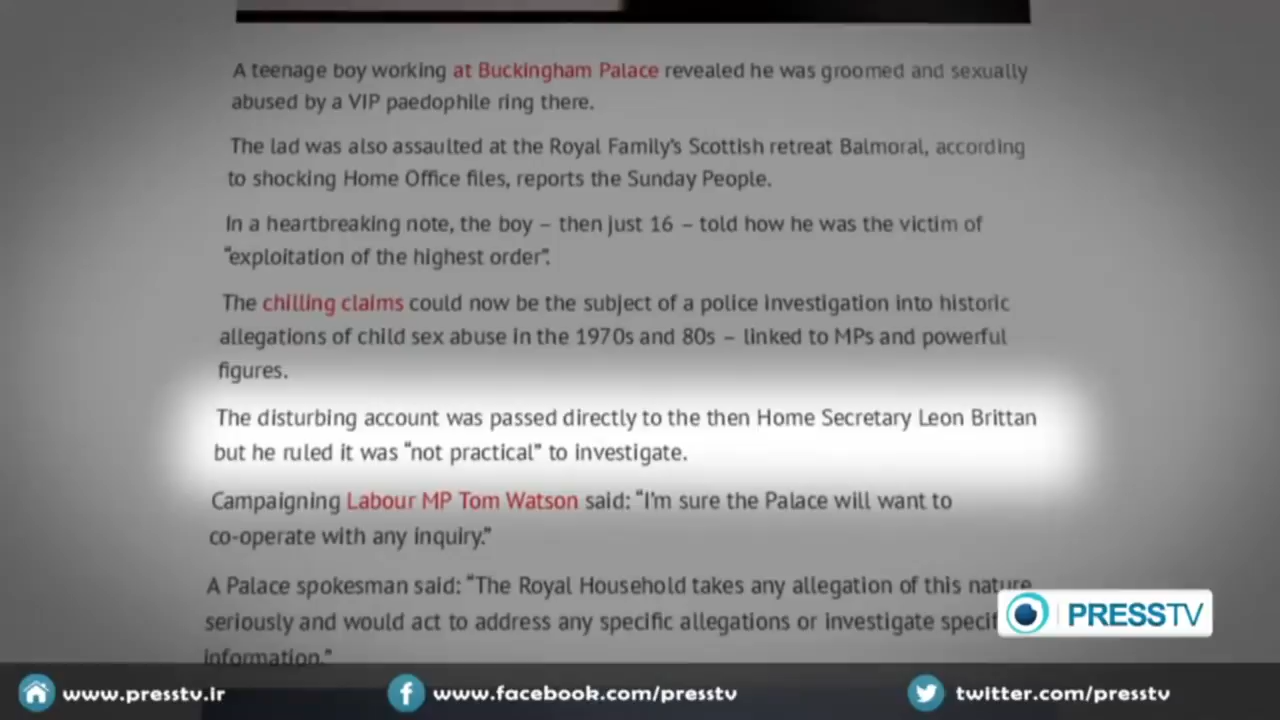 A teenage boy working at Buckingham Palace revealed he was groomed and sexually
abused by a VIP paedophile ring there.
The lad was also assaulted at the Royal Family's Scottish retreat Balmoral, according
to shocking Home Office files, reports the Sunday People.
In a heartbreaking note, the boy – then just 16 – told how he was the victim of
"exploitation of the highest order".
The chilling claims could now be the subject of a police investigation into historic
allegations of child sex abuse in the 1970s and 80s – linked to MPs and powerful
figures.
The disturbing account was passed directly to the then Home Secretary Leon Brittan
but he ruled it was "not practical" to investigate.
Campaigning Labour MP Tom Watson said: "I'm sure the Palace will want to
co-operate with any inquiry."
A Palace spokesman said: "The Royal Household takes any allegation of this nature
seriously and would act to address any specific allegations or investigate specif
information."
PRESSTV
www.presstv.ir
www.facebook.com/presstv
twitter.com/presstv